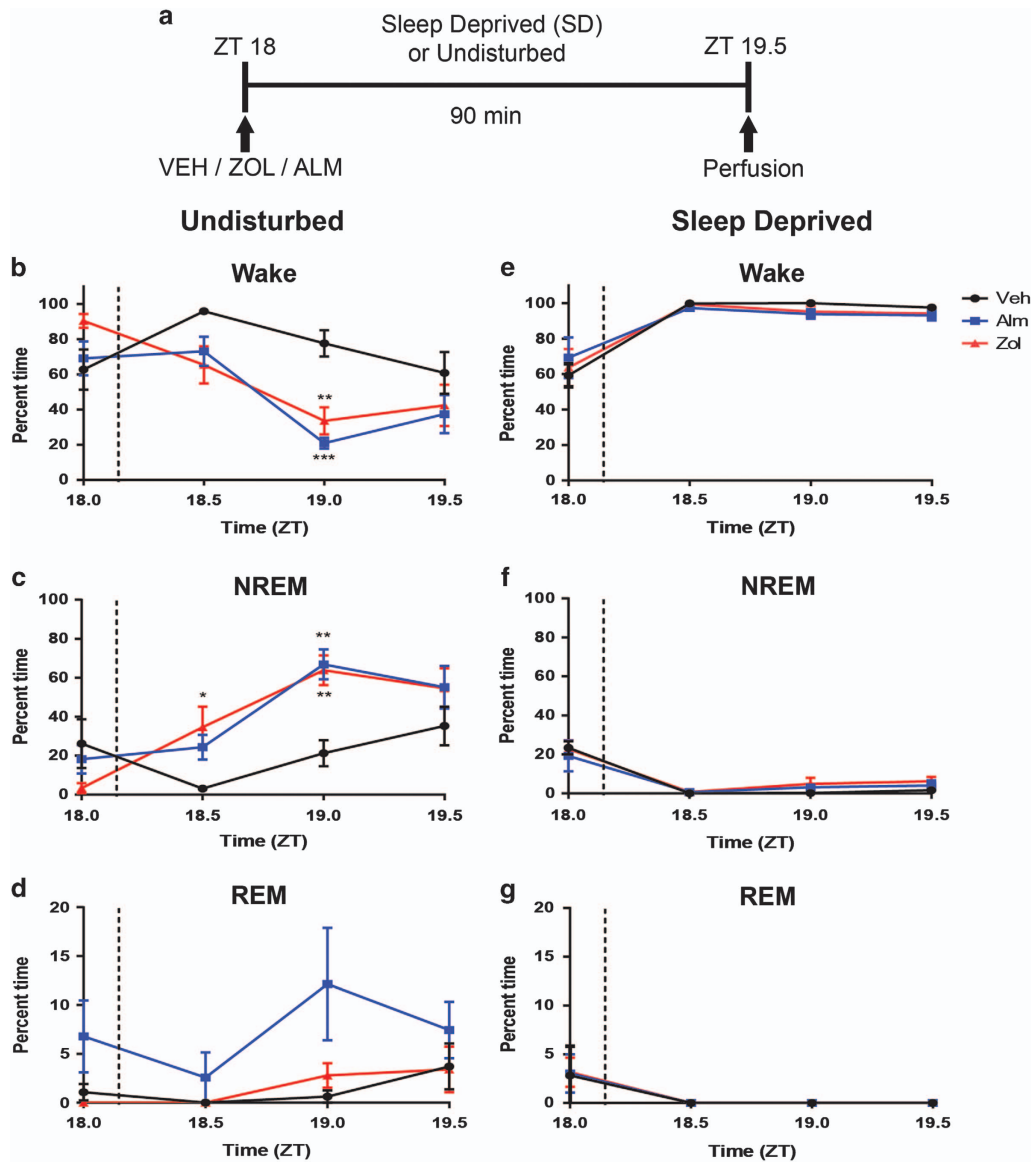 a
Sleep Deprived (SD)
or Undisturbed
ZT 18
ZT 19.5
90 min
VEH / ZOL / ALM
Perfusion
Undisturbed
Sleep Deprived
b
Wake
Percent time
100
80
60
40
20
0
**
***
18.0 18.5 19.0 19.5
Time (ZT)
e
Wake
Percent time
100
80
60
40
20
0
18.0 18.5 19.0 19.5
Time (ZT)
Veh
Alm
Zol
c
NREM
Percent time
100
80
60
40
20
0
*
**
**
18.0 18.5 19.0 19.5
Time (ZT)
f
NREM
Percent time
100
80
60
40
20
0
18.0 18.5 19.0 19.5
Time (ZT)
d
REM
Percent time
20
15
10
5
0
18.0 18.5 19.0 19.5
Time (ZT)
g
REM
Percent time
20
15
10
5
0
18.0 18.5 19.0 19.5
Time (ZT)